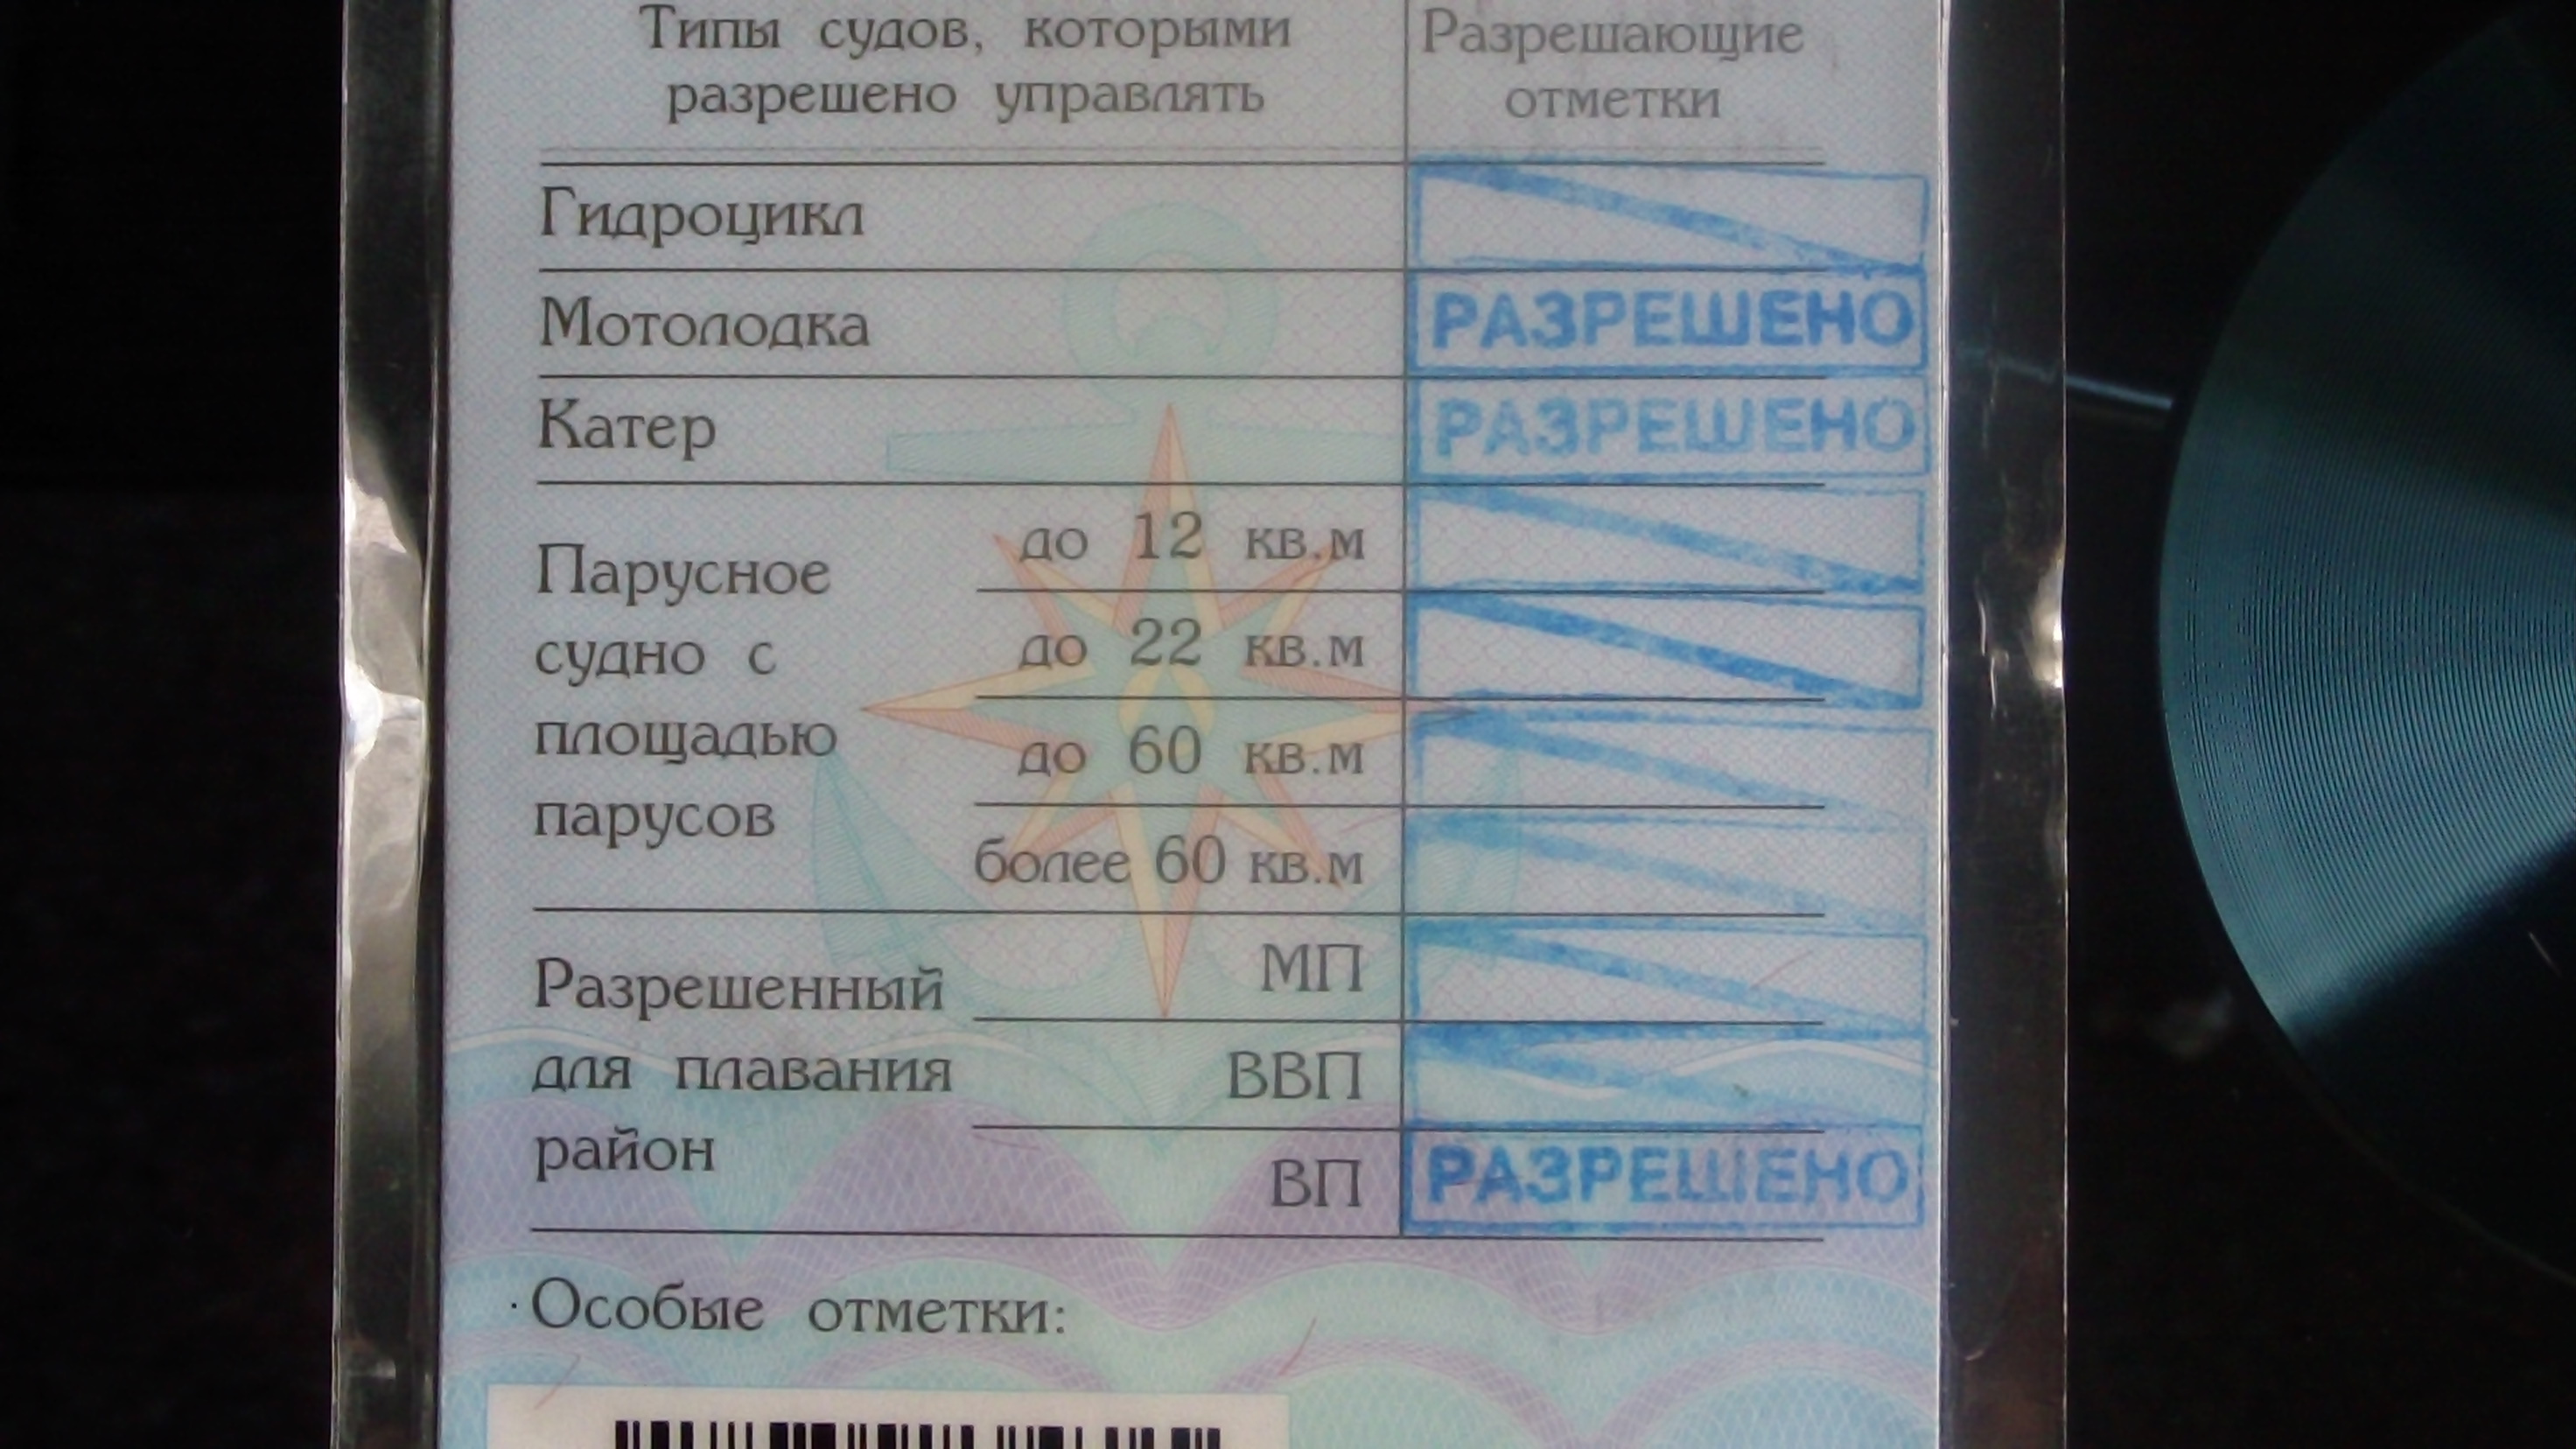 Типы судов, которыми Разрешающие
разрешено управлять отметки
Гидроцикл
Мотолодка РАЗРЕШЕНО
Катер РАЗРЕШЕНО
Парусное
судно с
площадью
парусов
до 12 кв.м
до 22 кв.м
до 60 кв.м
более 60 кв.м
Разрешенный
для плавания
район
МП
ВВП
ВП РАЗРЕШЕНО
Особые отметки: